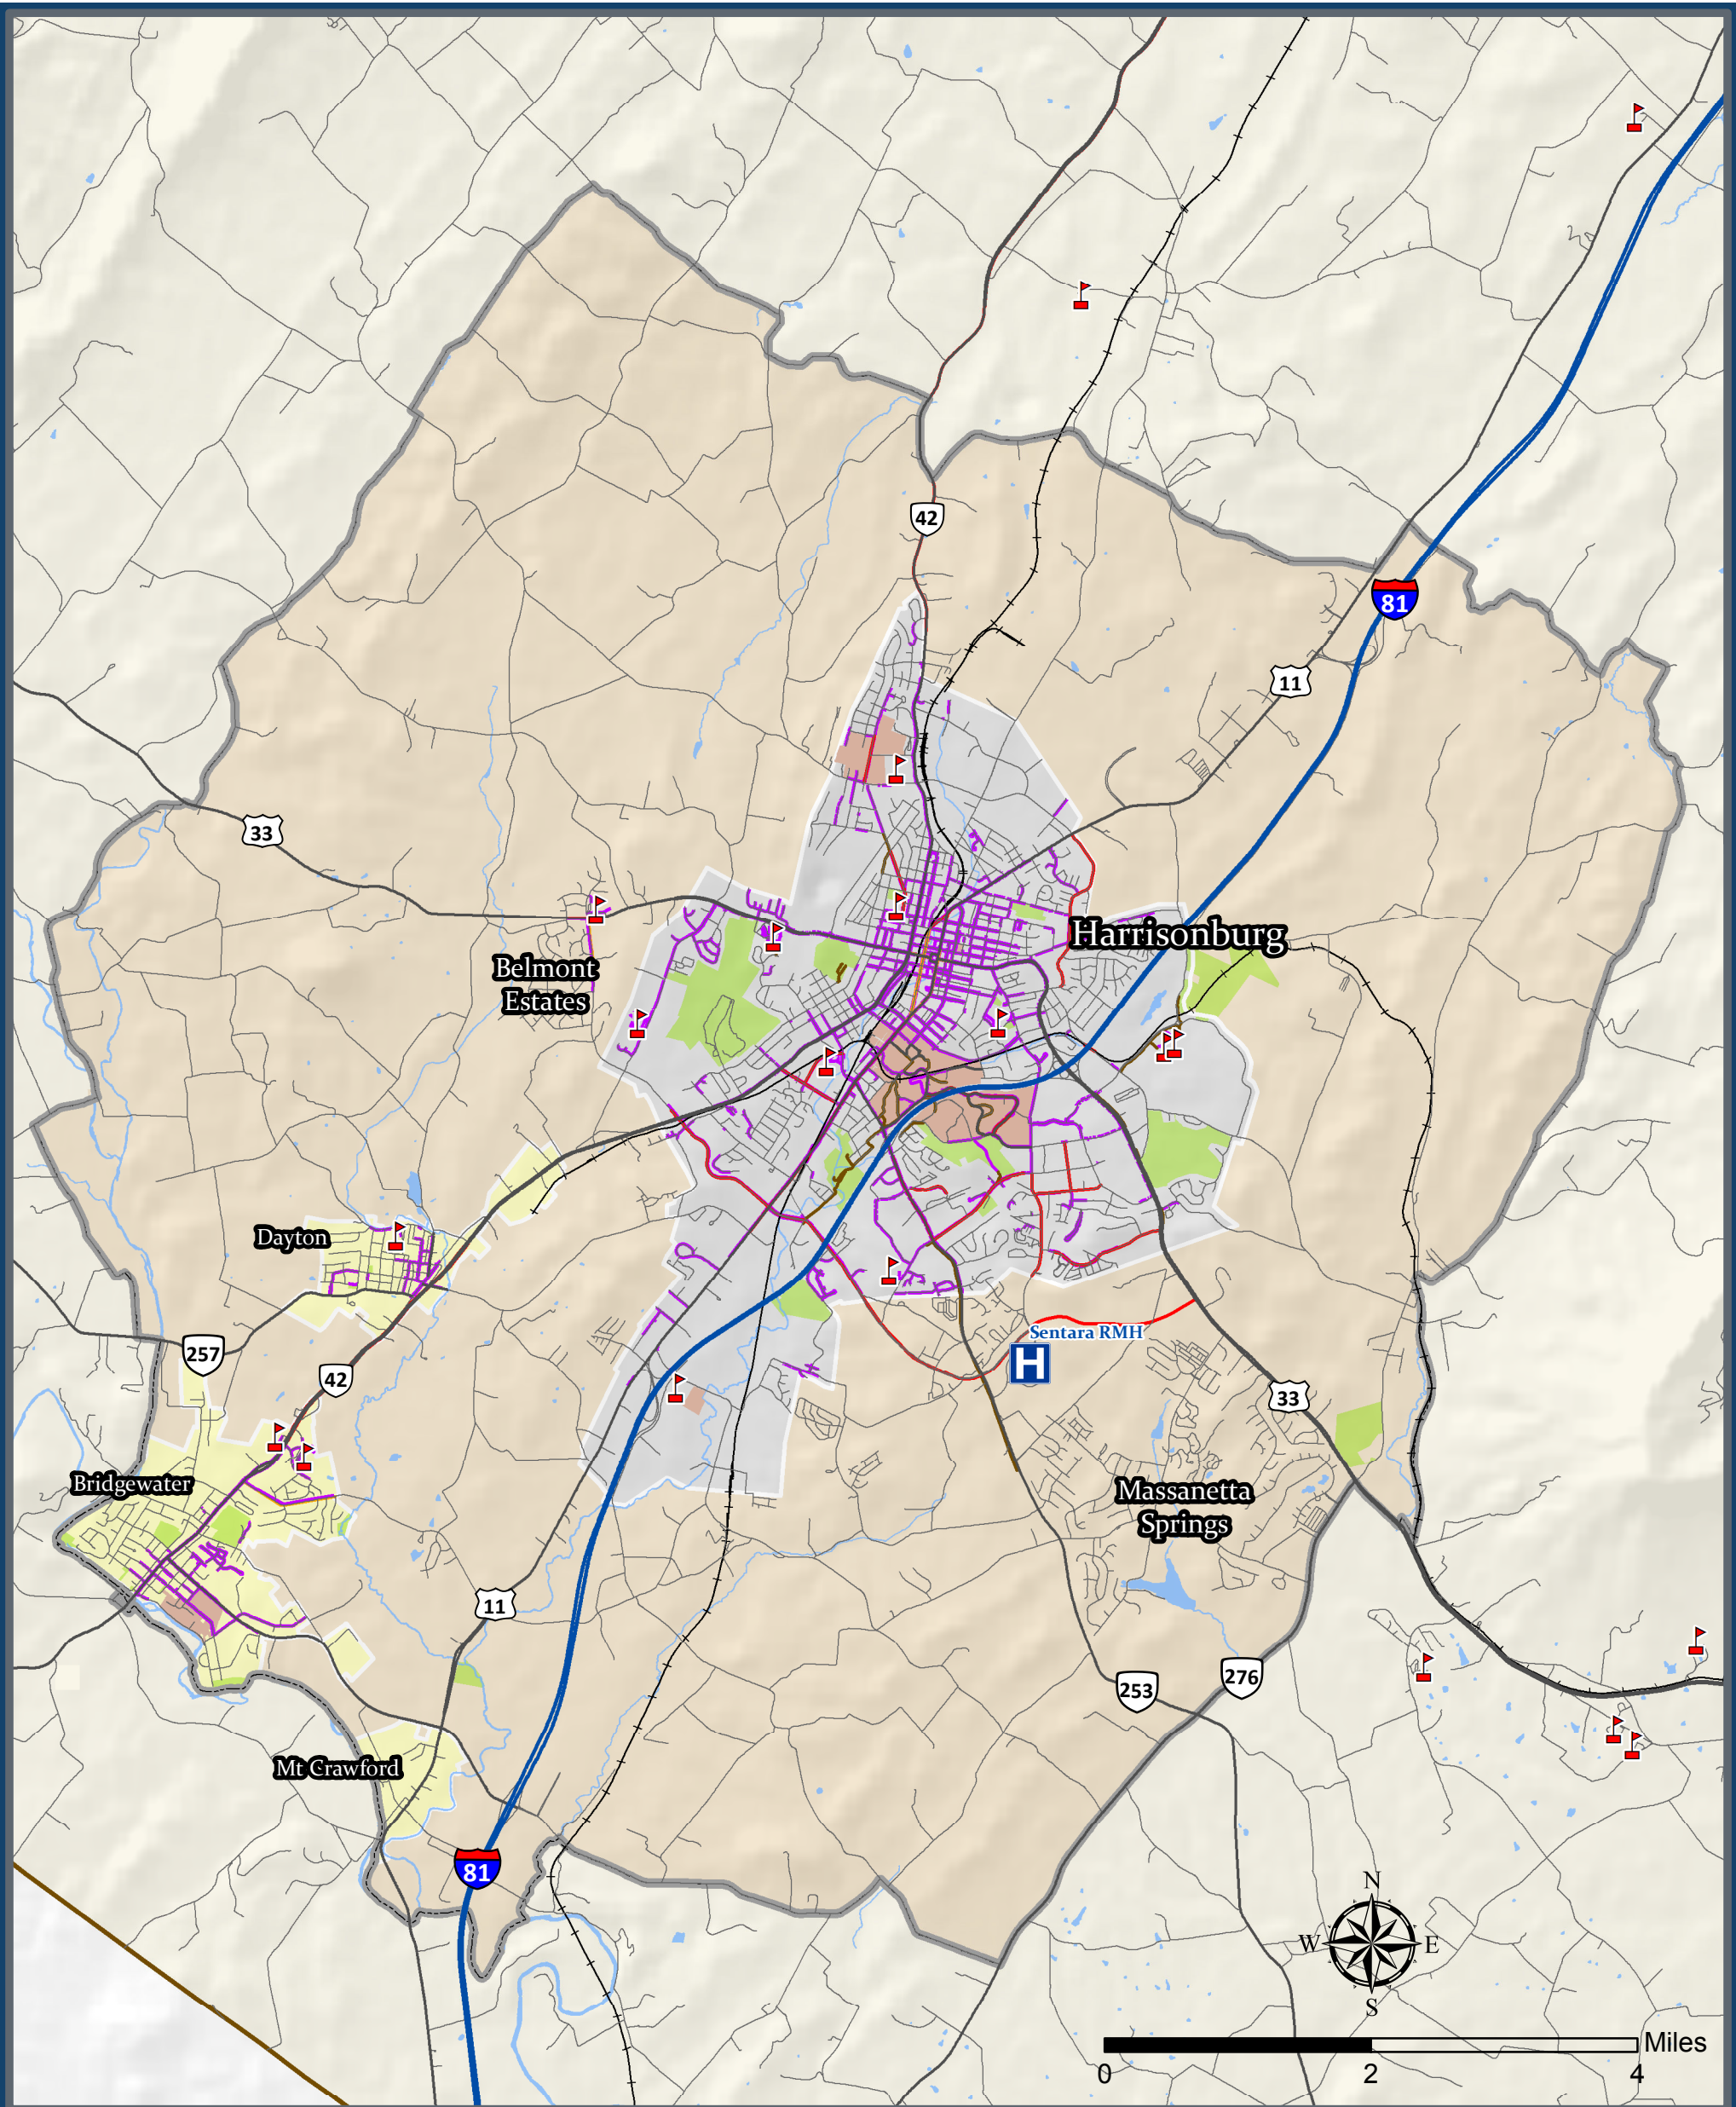 42
81
11
33
Harrisonburg
Belmont
Estates
Dayton
257
42
Sentara RMH
H
33
Bridgewater
Massanetta
Springs
11
276
253
Mt Crawford
81
N
W
E
S
Miles
0
2
4